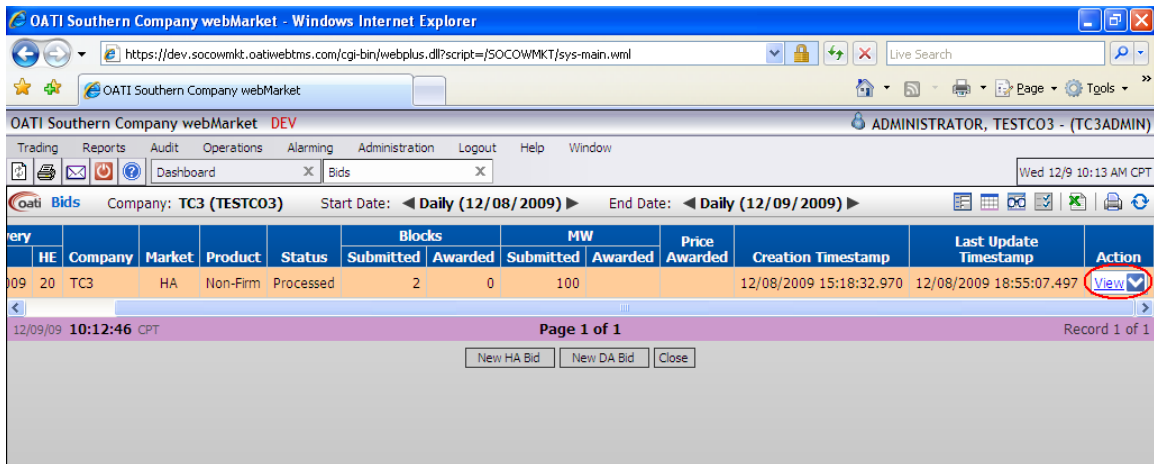 OATI Southern Company webMarket - Windows Internet Explorer
https://dev.socowmkt.oatiwebtms.com/cgi-bin/webplus.dll?script=/SOCOWMKT/sys-main.wml Live Search
OATI Southern Company webMarket Page Tools »
OATI Southern Company webMarket DEV ADMINISTRATOR, TESTCO3 - (TC3ADMIN)
Trading Reports Audit Operations Alarming Administration Logout Help Window
Dashboard X Bids X Wed 12/9 10:13 AM CPT
oati Bids Company: TC3 (TESTCO3) Start Date: ◀ Daily (12/08/2009) ▶ End Date: ◀ Daily (12/09/2009) ▶
very Blocks MW Price Last Update
HE Company Market Product Status Submitted Awarded Submitted Awarded Awarded Creation Timestamp Timestamp Action
009 20 TC3 HA Non-Firm Processed 2 0 100 12/08/2009 15:18:32.970 12/08/2009 18:55:07.497 View
12/09/09 10:12:46 CPT Page 1 of 1 Record 1 of 1
New HA Bid New DA Bid Close